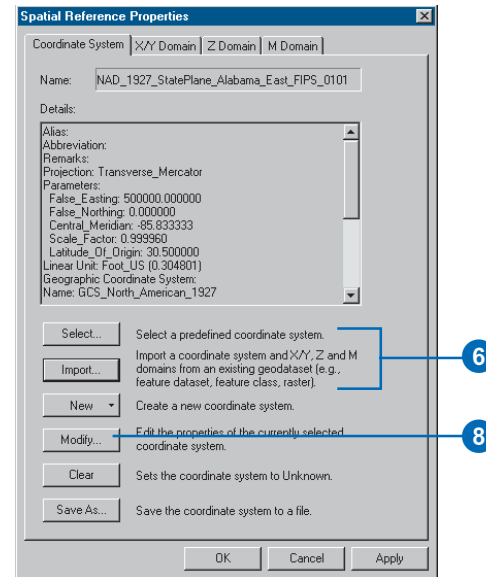 Spatial Reference Properties
Coordinate System X/Y Domain Z Domain M Domain
Name: NAD_1927_StatePlane_Alabama_East_FIPS_0101
Details:
Alias:
Abbreviation:
Remarks:
Projection: Transverse_Mercator
Parameters:
False_Easting: 500000.000000
False_Northing: 0.000000
Central_Meridian: -85.833333
Scale_Factor: 0.999960
Latitude_Of_Origin: 30.500000
Linear Unit: Foot_US (0.304801)
Geographic Coordinate System:
Name: GCS_North_American_1927
Select... Select a predefined coordinate system.
Import... Import a coordinate system and X/Y, Z and M
domains from an existing geodataset (e.g.,
feature dataset, feature class, raster).
6
New Create a new coordinate system.
Modify... Edit the properties of the currently selected
coordinate system.
8
Clear Sets the coordinate system to Unknown.
Save As... Save the coordinate system to a file.
OK Cancel Apply